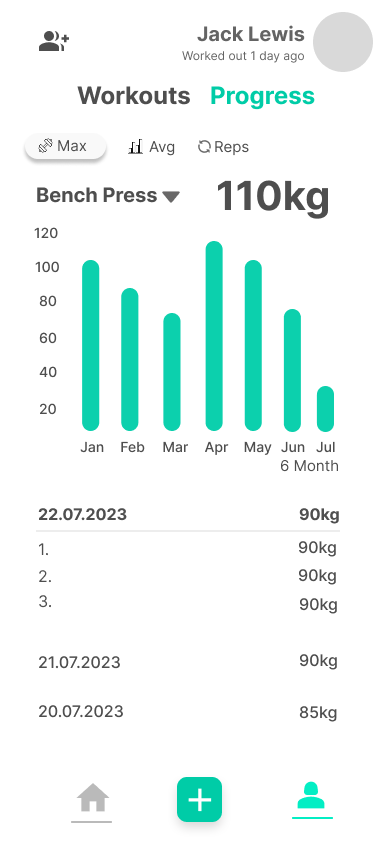 Jack Lewis
Worked out 1 day ago
Workouts Progress
Max Avg Reps
Bench Press 110kg
120
100
80
60
40
20
Jan Feb Mar Apr May Jun Jul
6 Month
22.07.2023 90kg
1. 90kg
2. 90kg
3. 90kg
21.07.2023 90kg
20.07.2023 85kg